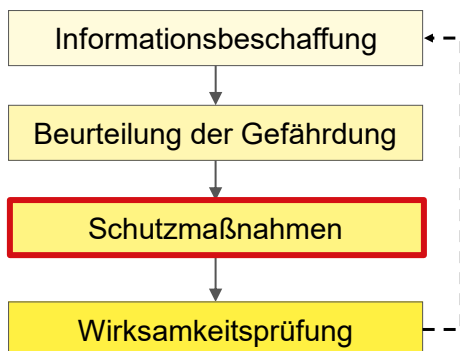 Informationsbeschaffung
Beurteilung der Gefährdung
Schutzmaßnahmen
Wirksamkeitsprüfung